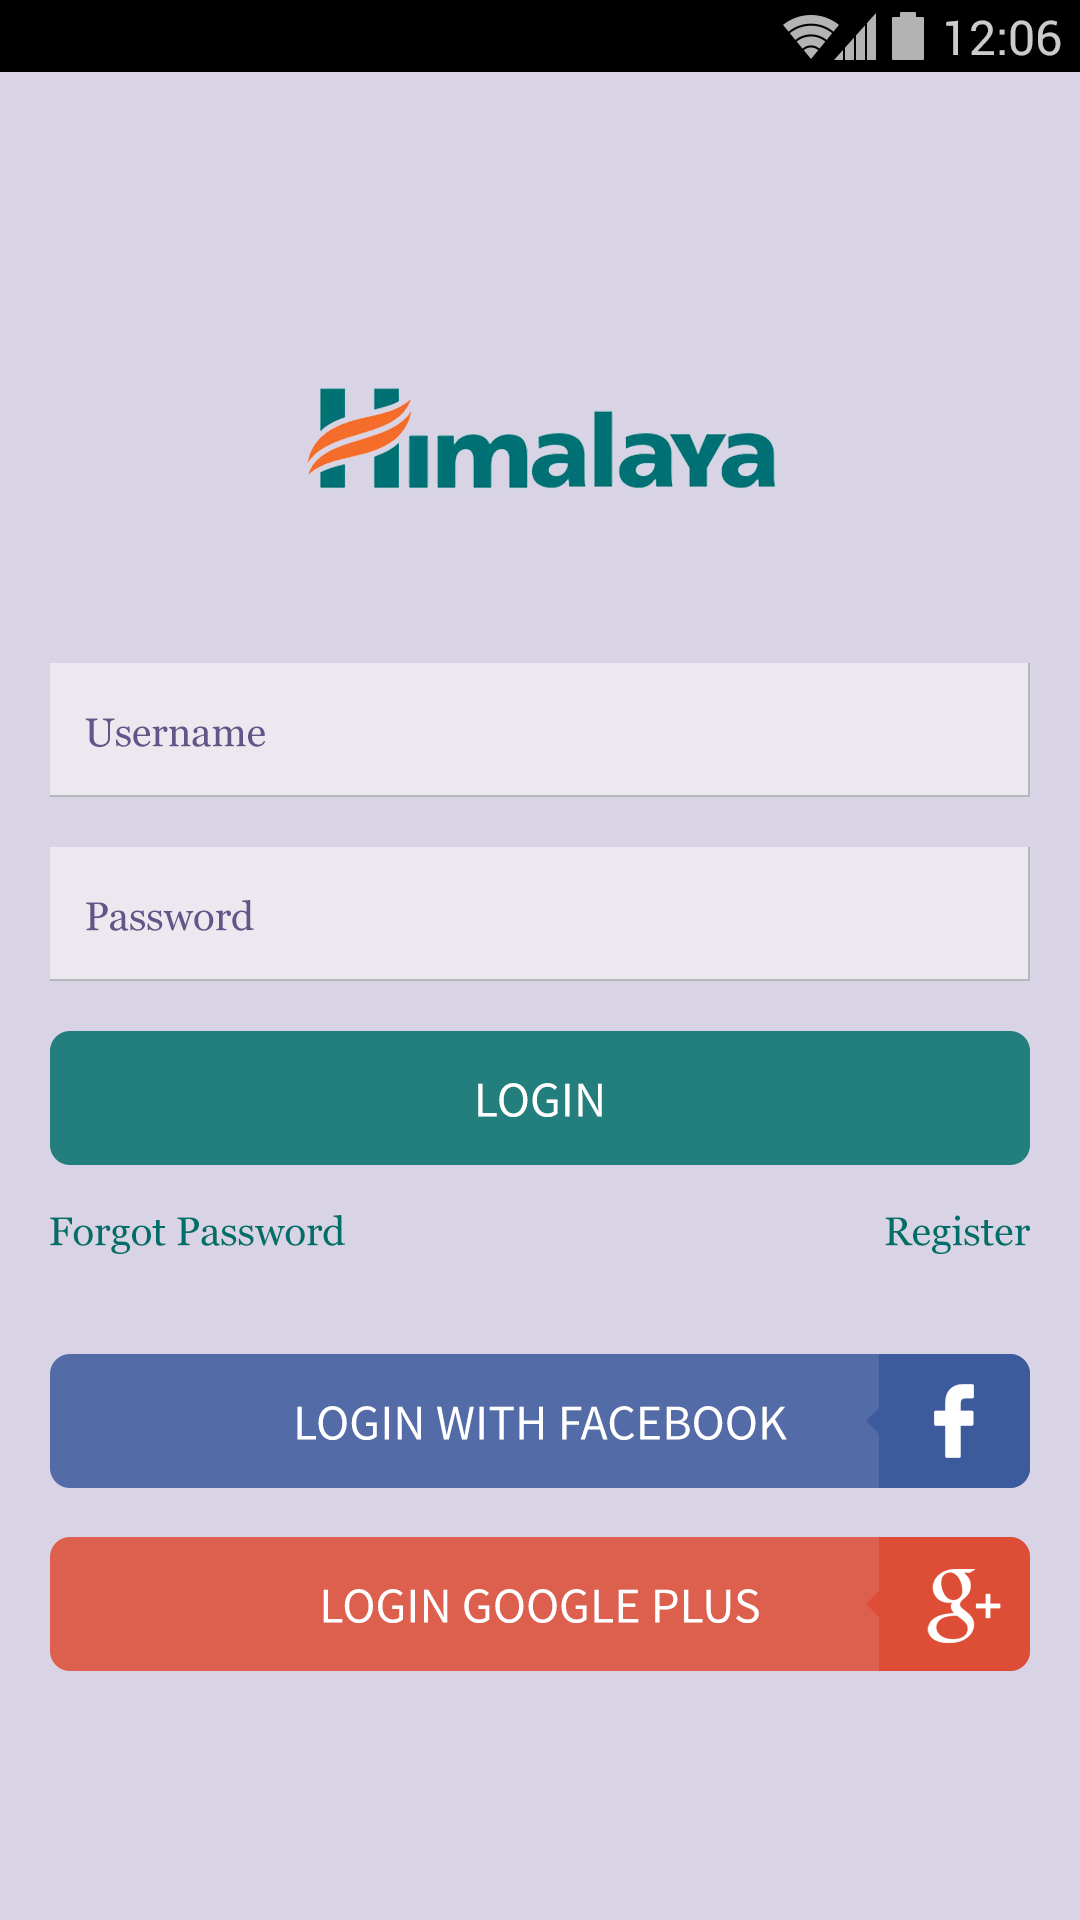 12:06
Himalaya
Username
Password
LOGIN
Forgot Password
Register
LOGIN WITH FACEBOOK
f
LOGIN GOOGLE PLUS
g+